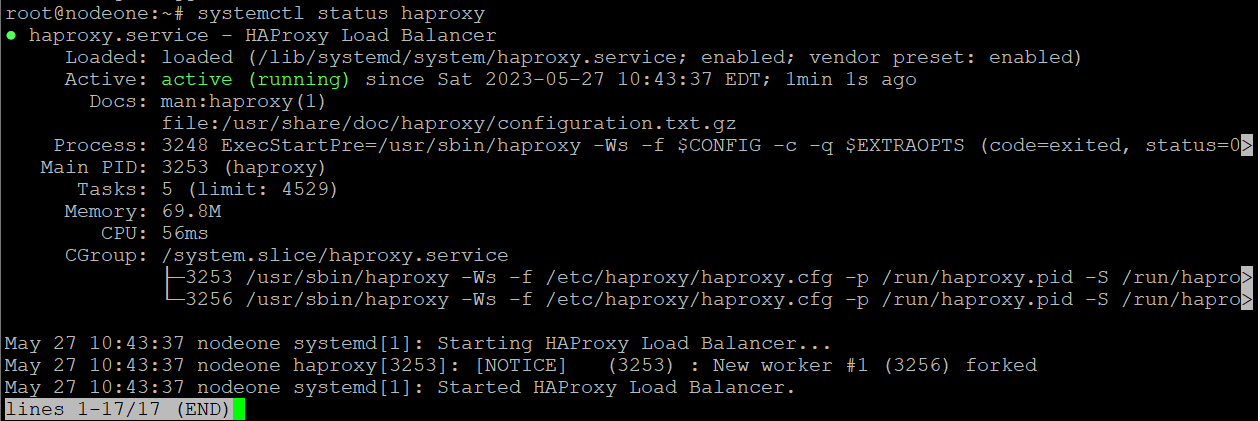 root@nodeone:~# systemctl status haproxy
● haproxy.service - HAProxy Load Balancer
     Loaded: loaded (/lib/systemd/system/haproxy.service; enabled; vendor preset: enabled)
     Active: active (running) since Sat 2023-05-27 10:43:37 EDT; 1min 1s ago
       Docs: man:haproxy(1)
             file:/usr/share/doc/haproxy/configuration.txt.gz
    Process: 3248 ExecStartPre=/usr/sbin/haproxy -Ws -f $CONFIG -c -q $EXTRAOPTS (code=exited, status=0>
   Main PID: 3253 (haproxy)
      Tasks: 5 (limit: 4529)
     Memory: 69.8M
        CPU: 56ms
     CGroup: /system.slice/haproxy.service
             ├─3253 /usr/sbin/haproxy -Ws -f /etc/haproxy/haproxy.cfg -p /run/haproxy.pid -S /run/hapro>
             └─3256 /usr/sbin/haproxy -Ws -f /etc/haproxy/haproxy.cfg -p /run/haproxy.pid -S /run/hapro>

May 27 10:43:37 nodeone systemd[1]: Starting HAProxy Load Balancer...
May 27 10:43:37 nodeone haproxy[3253]: [NOTICE]   (3253) : New worker #1 (3256) forked
May 27 10:43:37 nodeone systemd[1]: Started HAProxy Load Balancer.
lines 1-17/17 (END)